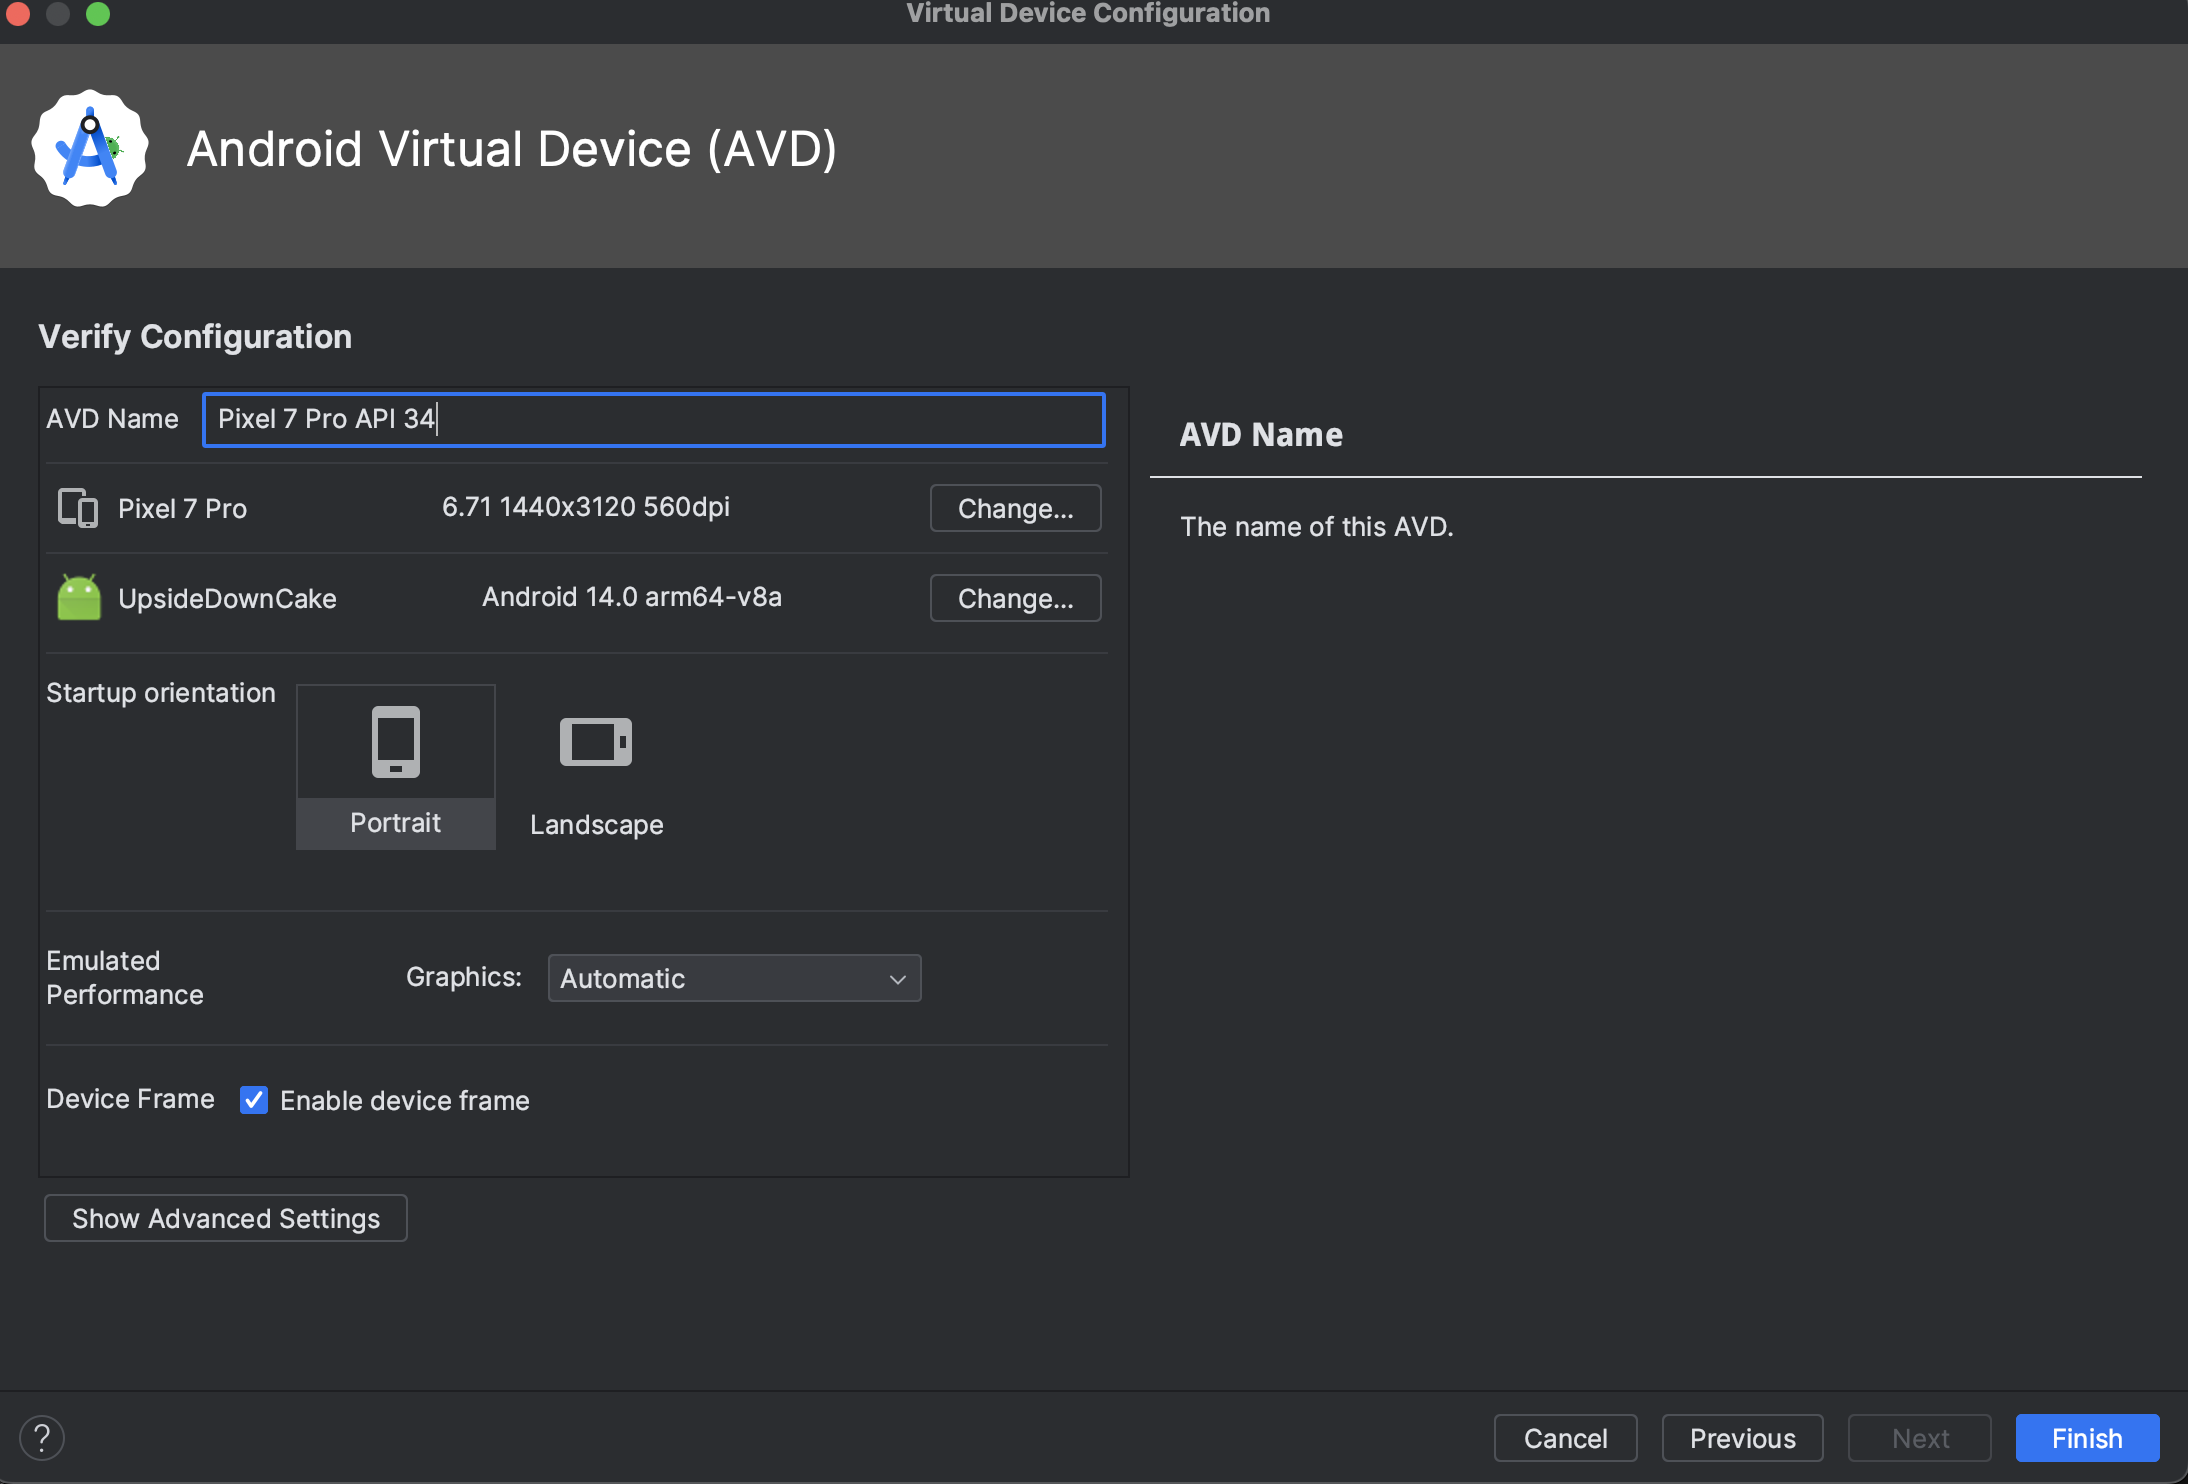 Virtual Device Configuration
Android Virtual Device (AVD)
Verify Configuration
AVD Name
Pixel 7 Pro API 34
Pixel 7 Pro
6.71 1440x3120 560dpi
Change...
UpsideDownCake
Android 14.0 arm64-v8a
Change...
Startup orientation
Portrait
Landscape
Emulated
Performance
Graphics:
Automatic
Device Frame
Enable device frame
Show Advanced Settings
AVD Name
The name of this AVD.
?
Cancel
Previous
Next
Finish